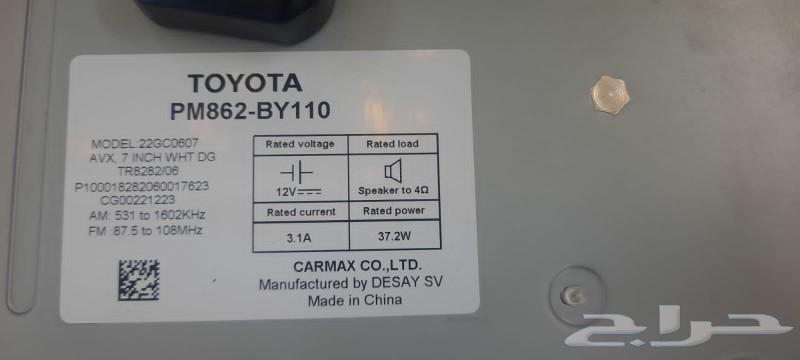 TOYOTA
PM862-BY110
MODEL:22GC0607
AVX, 7 INCH WHT DG
TR8282/06
P100018282060017623
CG00221223
AM: 531 to 1602KHz
FM :87.5 to 108MHz
Rated voltage Rated load
12V Speaker to 4Ω
Rated current Rated power
3.1A 37.2W
CARMAX CO.,LTD.
Manufactured by DESAY SV
Made in China
حراج